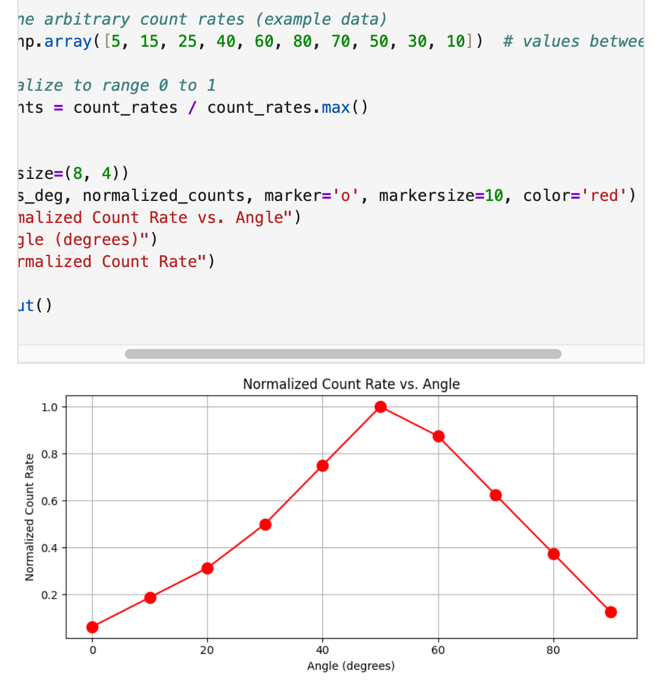 ne arbitrary count rates (example data)
np.array([5, 15, 25, 40, 60, 80, 70, 50, 30, 10])  # values betwee
alize to range 0 to 1
nts = count_rates / count_rates.max()
size=(8, 4))
s_deg, normalized_counts, marker='o', markersize=10, color='red')
malized Count Rate vs. Angle")
gle (degrees)")
rmalized Count Rate")
ut()
Normalized Count Rate vs. Angle
Normalized Count Rate
1.0
0.8
0.6
0.4
0.2
0 20 40 60 80
Angle (degrees)